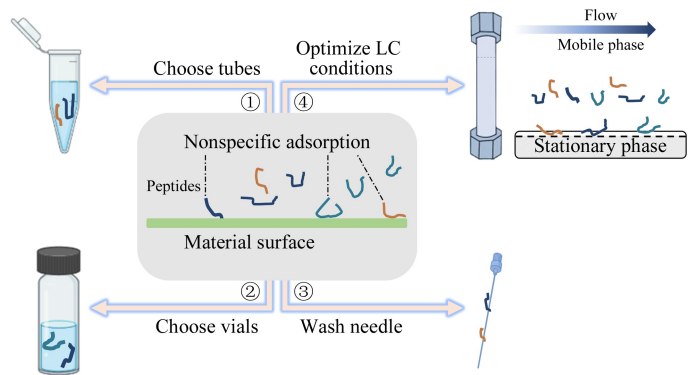 Choose tubes
①
Optimize LC
conditions
④
Flow
Mobile phase
Stationary phase
Nonspecific adsorption
Peptides
Material surface
②
Choose vials
③
Wash needle